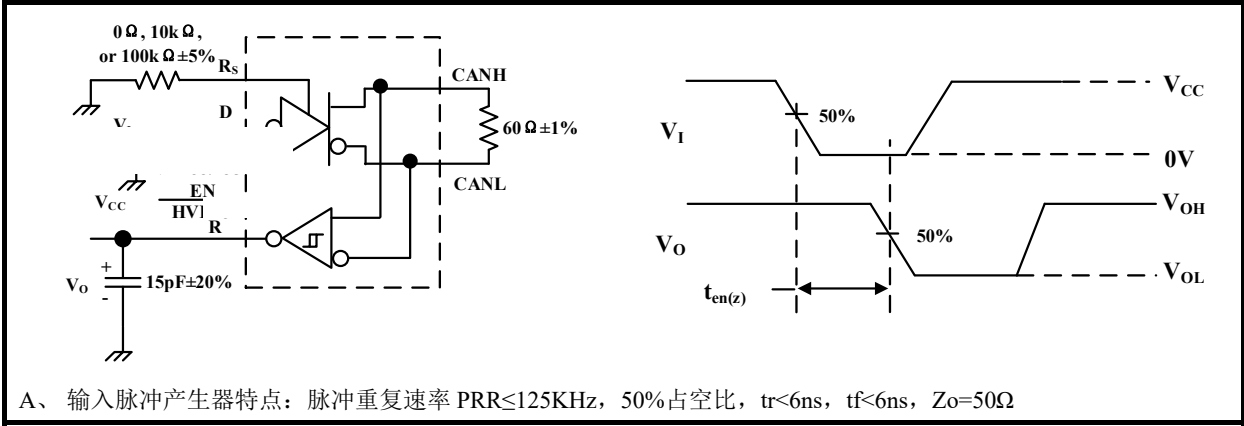 0Ω, 10kΩ,
or 100kΩ±5%
RS
D
CANH
60Ω±1%
CANL
VCC
EN
R
VO
+
-
15pF±20%
VI
50%
VCC
0V
VO
50%
VOH
VOL
ten(z)
A、 输入脉冲产生器特点：脉冲重复速率 PRR≤125KHz，50%占空比，tr<6ns，tf<6ns，Zo=50Ω